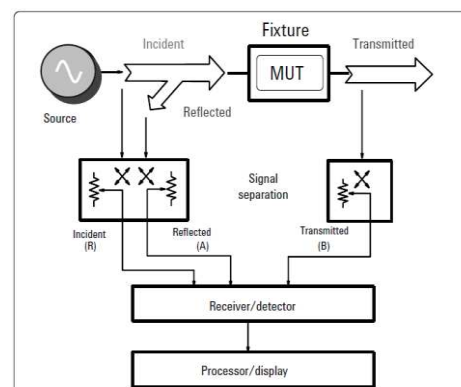 Fixture
Incident
Transmitted
MUT
Reflected
Source
Signal
separation
Incident
(R)
Reflected
(A)
Transmitted
(B)
Receiver/detector
Processor/display